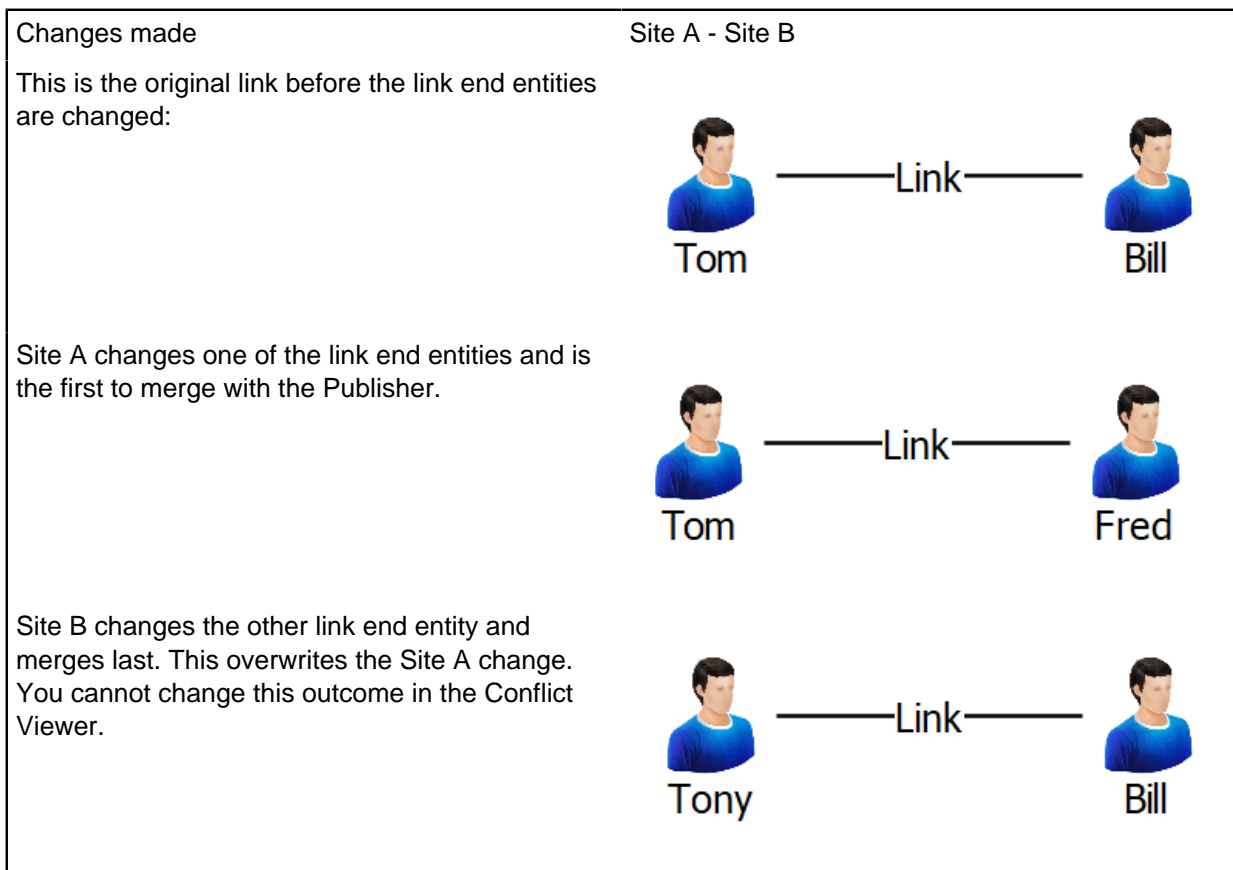 Changes made
Site A - Site B
This is the original link before the link end entities
are changed:
Link
Tom
Bill
Site A changes one of the link end entities and is
the first to merge with the Publisher.
Link
Tom
Fred
Site B changes the other link end entity and
merges last. This overwrites the Site A change.
You cannot change this outcome in the Conflict
Viewer.
Link
Tony
Bill